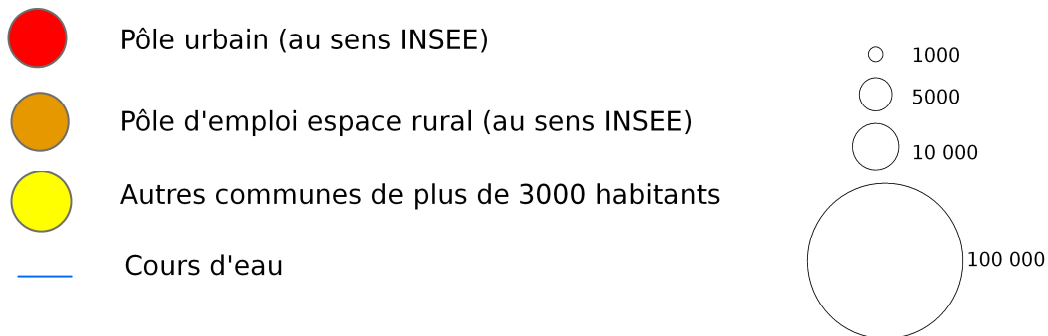 Pôle urbain (au sens INSEE)
Pôle d'emploi espace rural (au sens INSEE)
Autres communes de plus de 3000 habitants
Cours d'eau
1000
5000
10 000
100 000